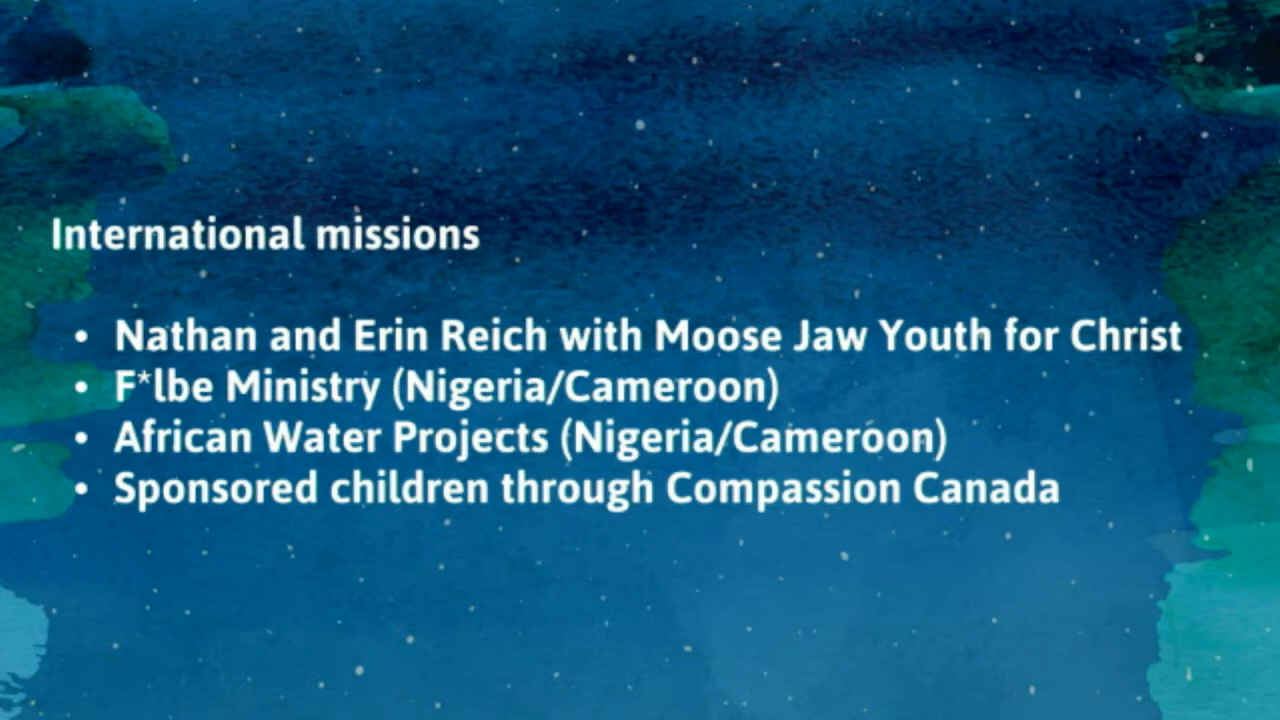 International missions
• Nathan and Erin Reich with Moose Jaw Youth for Christ
• F*lbe Ministry (Nigeria/Cameroon)
• African Water Projects (Nigeria/Cameroon)
• Sponsored children through Compassion Canada